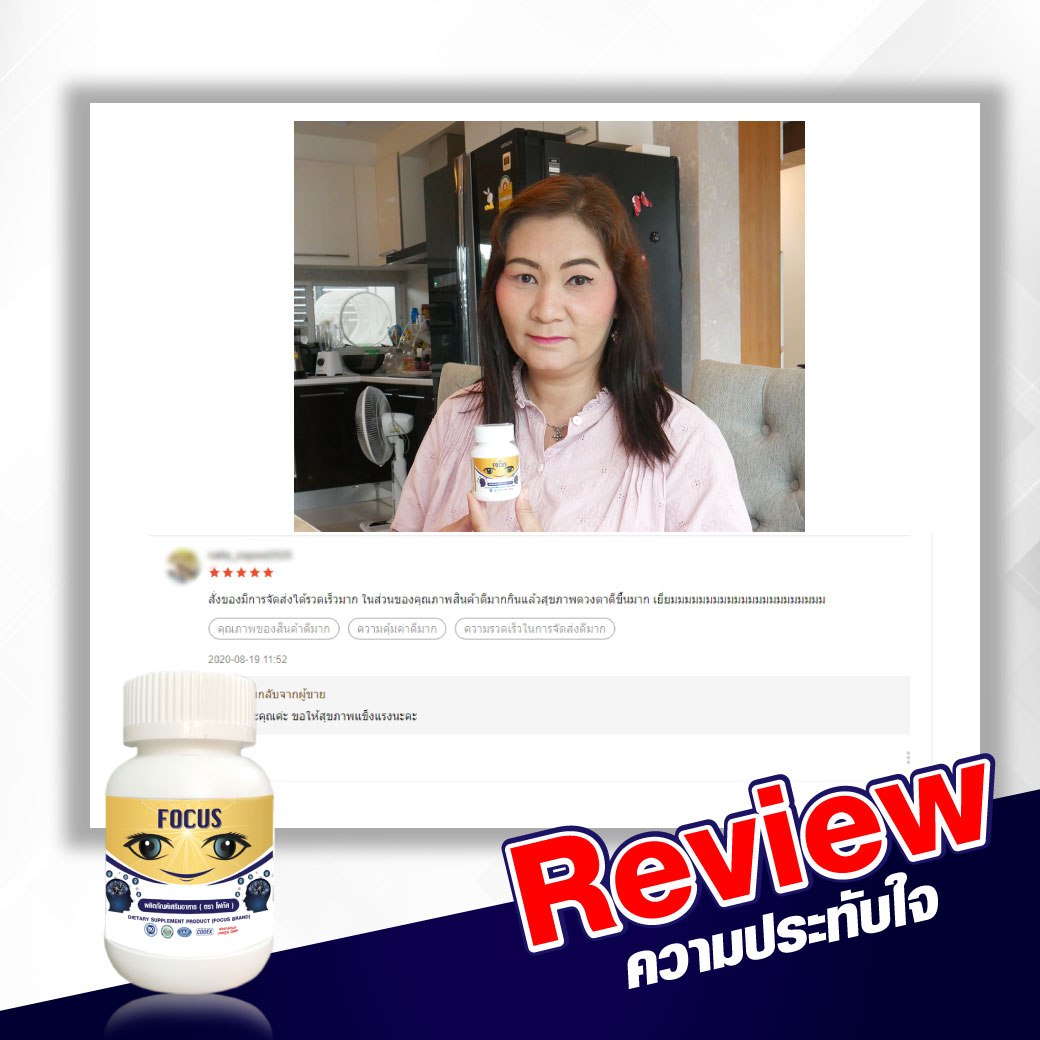 FOCUS
สั่งของมีการจัดส่งได้รวดเร็วมาก ในส่วนของคุณภาพสินค้าดีมากกินแล้วสุขภาพดวงตาดีขึ้นมาก เยี่ยมมมมมมมมมมมมมมมมมมมมมม
คุณภาพของสินค้าดีมาก ความคุ้มค่าดีมาก ความรวดเร็วในการจัดส่งดีมาก
2020-08-19 11:52
กลับจากผู้ขาย
ะคุณค่ะ ขอให้สุขภาพแข็งแรงนะคะ
FOCUS
ผลิตภัณฑ์เสริมอาหาร ( ตรา โฟกัส )
DIETARY SUPPLEMENT PRODUCT (FOCUS BRAND)
CODEX
Review
ความประทับใจ